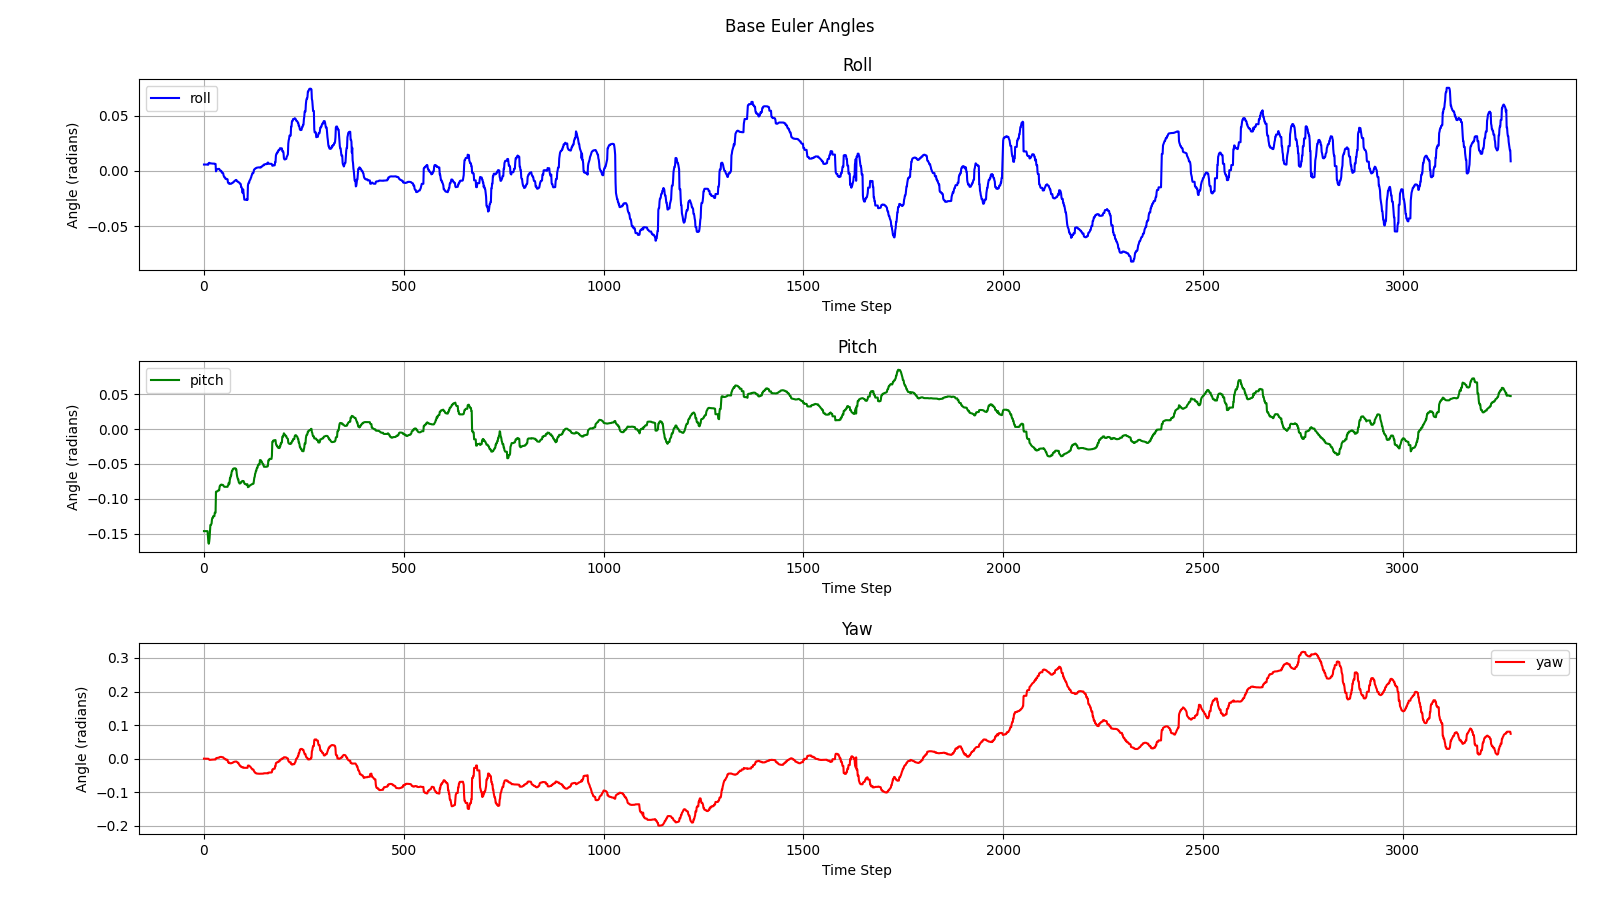 Base Euler Angles
Roll
roll
Angle (radians)
0.05
0.00
−0.05
0 500 1000 1500 2000 2500 3000
Time Step
Pitch
pitch
Angle (radians)
0.05
0.00
−0.05
−0.10
−0.15
0 500 1000 1500 2000 2500 3000
Time Step
Yaw
yaw
Angle (radians)
0.3
0.2
0.1
0.0
−0.1
−0.2
0 500 1000 1500 2000 2500 3000
Time Step